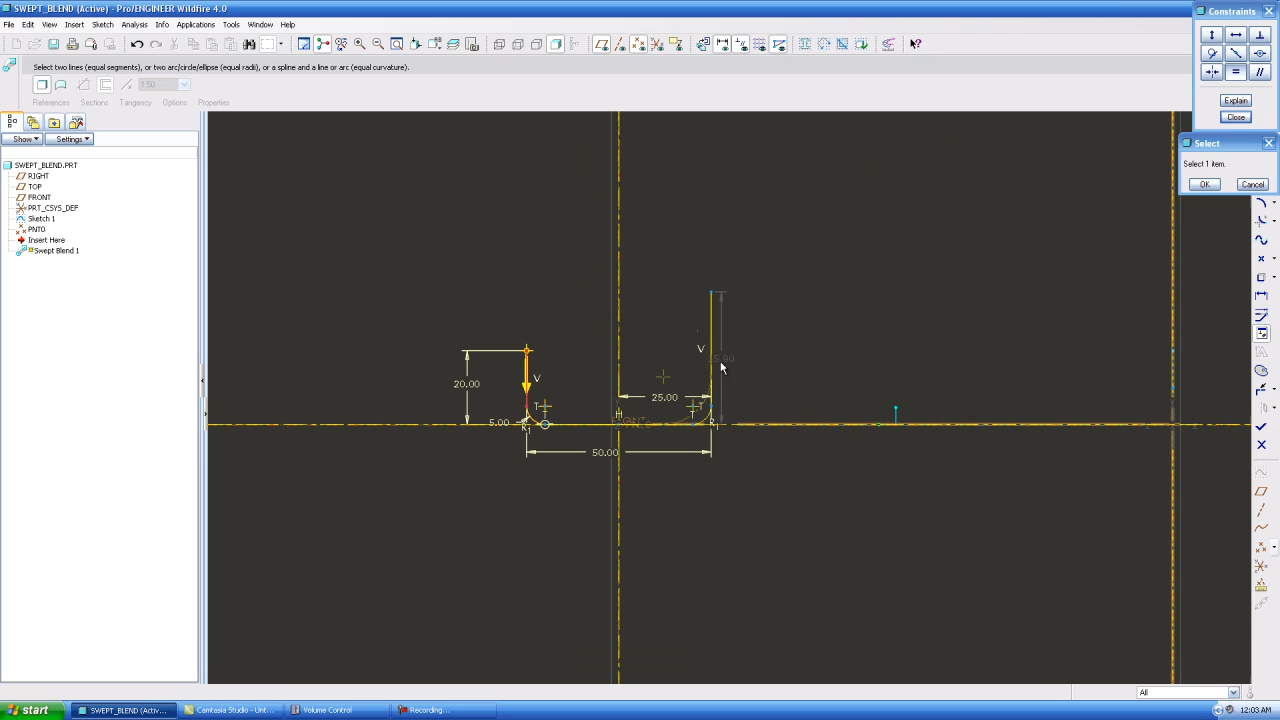 SWEPT_BLEND (Active) - Pro/ENGINEER Wildfire 4.0
File Edit View Insert Sketch Analysis Info Applications Tools Window Help
Select two lines (equal segments), or two arc/circle/ellipse (equal radii), or a spline and a line or arc (equal curvature).
1.50
References Sections Tangency Options Properties
Show Settings
SWEPT_BLEND.PRT
RIGHT
TOP
FRONT
PRT_CSYS_DEF
Sketch 1
PNT0
Insert Here
Swept Blend 1
Constraints
Explain
Close
Select
Select 1 item.
OK Cancel
V
V
20.00
T
T
25.00
H
5.00
R1
R1
50.00
All
start
SWEPT_BLEND (Activ...
Camtasia Studio - Unt...
Volume Control
Recording...
12:03 AM